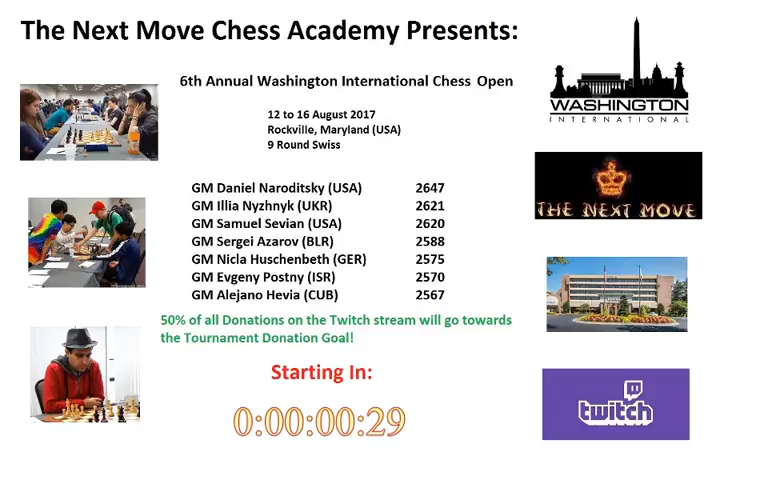 The Next Move Chess Academy Presents:
6th Annual Washington International Chess Open
12 to 16 August 2017
Rockville, Maryland (USA)
9 Round Swiss
GM Daniel Naroditsky (USA) 2647
GM Illia Nyzhnyk (UKR) 2621
GM Samuel Sevian (USA) 2620
GM Sergei Azarov (BLR) 2588
GM Nicla Huschenbeth (GER) 2575
GM Evgeny Postny (ISR) 2570
GM Alejano Hevia (CUB) 2567
50% of all Donations on the Twitch stream will go towards
the Tournament Donation Goal!
Starting In:
0:00:00:29
WASHINGTON
INTERNATIONAL
THE NEXT MOVE
twitch